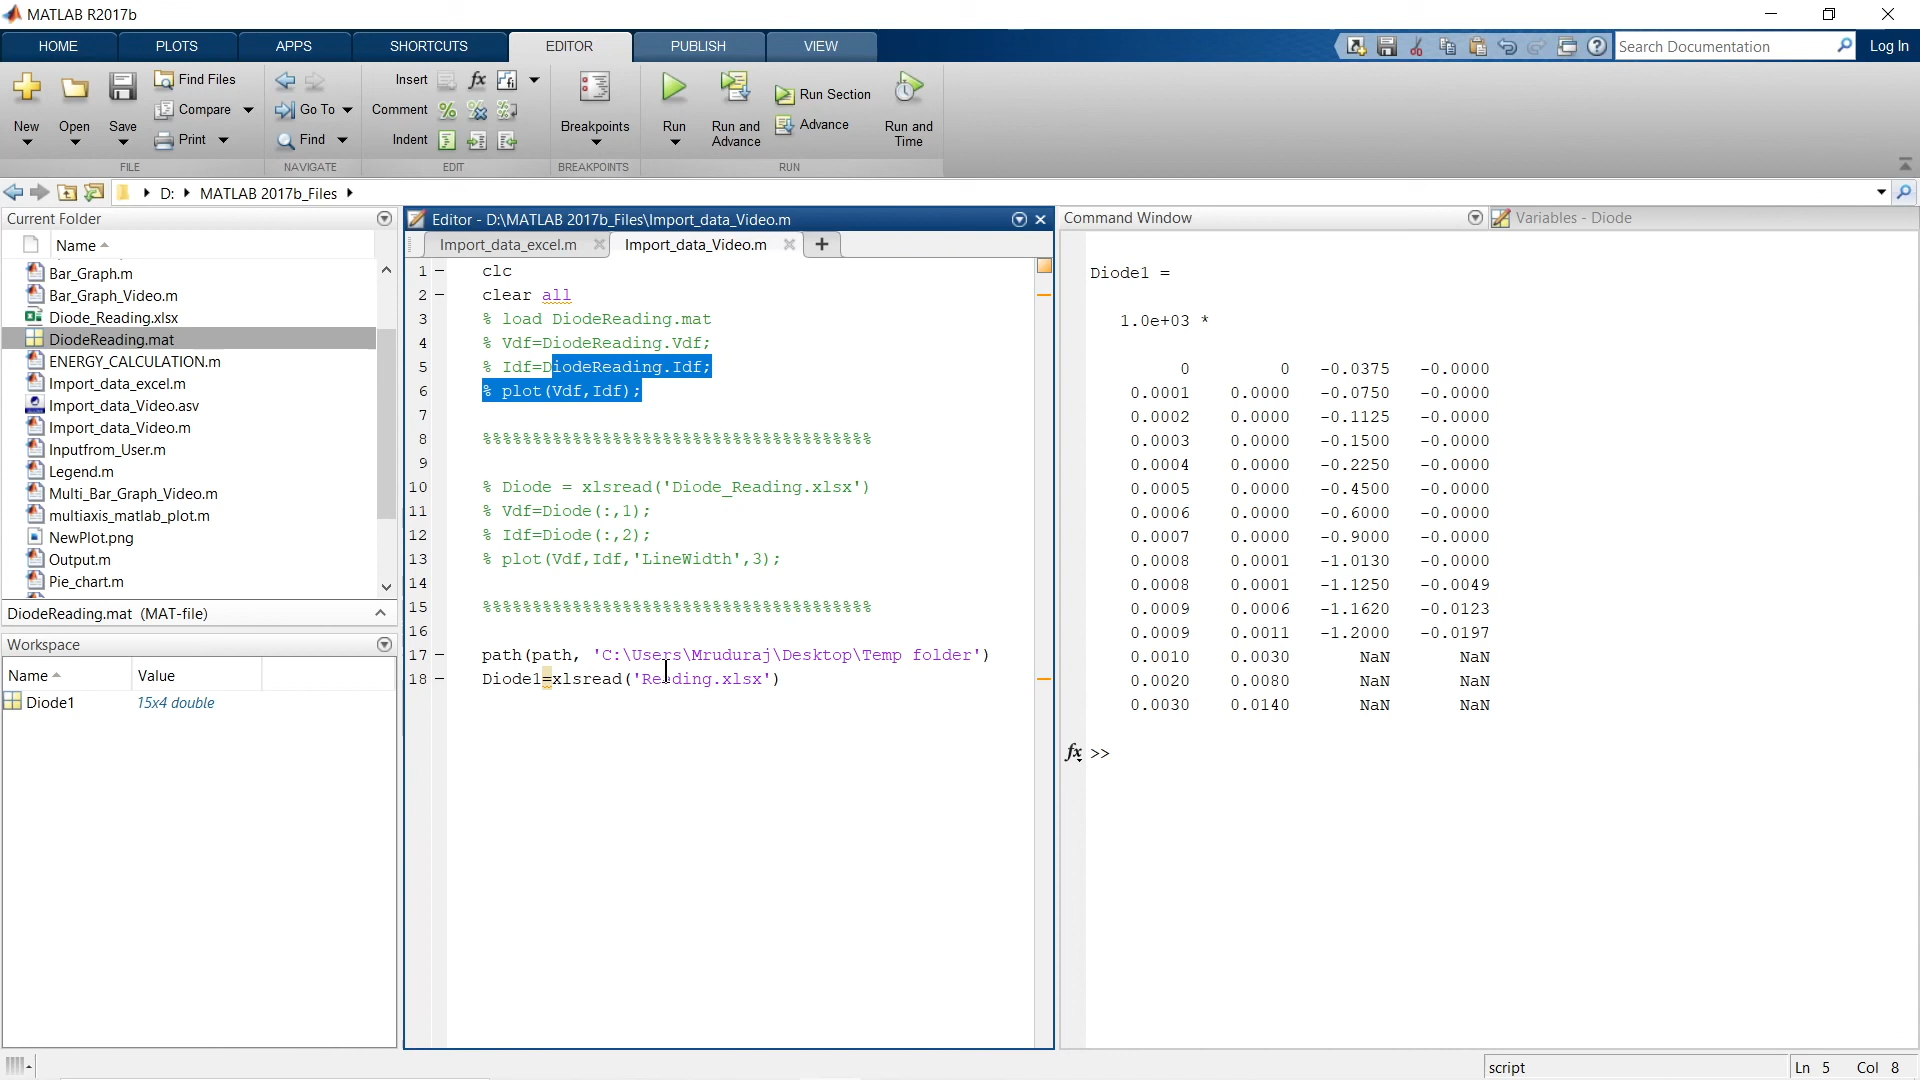 MATLAB R2017b
HOME PLOTS APPS SHORTCUTS EDITOR PUBLISH VIEW
Search Documentation
Log In
New
Open
Save
Find Files
Compare
Print
FILE
Go To
Find
NAVIGATE
Insert
Comment
Indent
EDIT
Breakpoints
BREAKPOINTS
Run
Run and
Advance
Run Section
Advance
Run and
Time
RUN
D: MATLAB 2017b_Files
Current Folder
Name
Bar_Graph.m
Bar_Graph_Video.m
Diode_Reading.xlsx
DiodeReading.mat
ENERGY_CALCULATION.m
Import_data_excel.m
Import_data_Video.asv
Import_data_Video.m
Inputfrom_User.m
Legend.m
Multi_Bar_Graph_Video.m
multiaxis_matlab_plot.m
NewPlot.png
Output.m
Pie_chart.m
DiodeReading.mat (MAT-file)
Workspace
Name Value
Diode1 15x4 double
Editor - D:\MATLAB 2017b_Files\Import_data_Video.m
Import_data_excel.m Import_data_Video.m
1 clc
2 clear all
3 % load DiodeReading.mat
4 % Vdf=DiodeReading.Vdf;
5 % Idf=DiodeReading.Idf;
6 % plot(Vdf,Idf);
7
8 %%%%%%%%%%%%%%%%%%%%%%%%%%%%%%%%%%%%%%%
9
10 % Diode = xlsread('Diode_Reading.xlsx')
11 % Vdf=Diode(:,1);
12 % Idf=Diode(:,2);
13 % plot(Vdf,Idf,'LineWidth',3);
14
15 %%%%%%%%%%%%%%%%%%%%%%%%%%%%%%%%%%%%%%%
16
17 path(path, 'C:\Users\Mruduraj\Desktop\Temp folder')
18 Diode1=xlsread('Reading.xlsx')
Command Window
Variables - Diode
Diode1 =
1.0e+03 *
0 0 -0.0375 -0.0000
0.0001 0.0000 -0.0750 -0.0000
0.0002 0.0000 -0.1125 -0.0000
0.0003 0.0000 -0.1500 -0.0000
0.0004 0.0000 -0.2250 -0.0000
0.0005 0.0000 -0.4500 -0.0000
0.0006 0.0000 -0.6000 -0.0000
0.0007 0.0000 -0.9000 -0.0000
0.0008 0.0001 -1.0130 -0.0000
0.0008 0.0001 -1.1250 -0.0049
0.0009 0.0006 -1.1620 -0.0123
0.0009 0.0011 -1.2000 -0.0197
0.0010 0.0030 NaN NaN
0.0020 0.0080 NaN NaN
0.0030 0.0140 NaN NaN
fx >>
script
Ln 5 Col 8